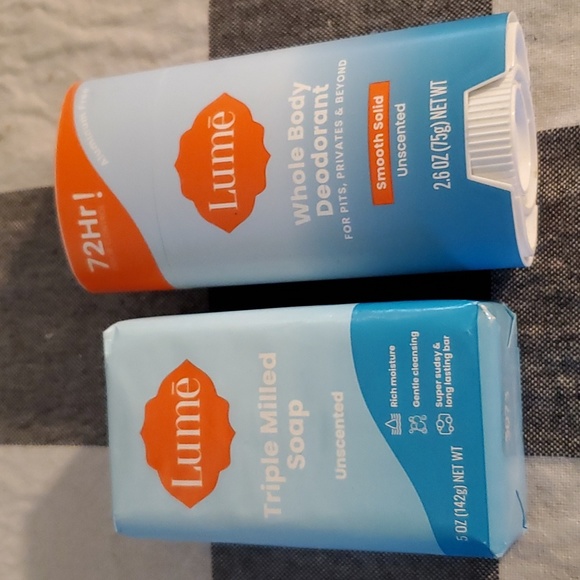 72Hr!
Lumē
Whole Body
Deodorant
FOR PITS, PRIVATES & BEYOND
Smooth Solid
Unscented
2.6 OZ (75g) NET WT
Lumē
Triple Milled
Soap
Unscented
Rich moisture
Gentle cleansing
Super sudsy &
long lasting bar
5 OZ (142g) NET WT